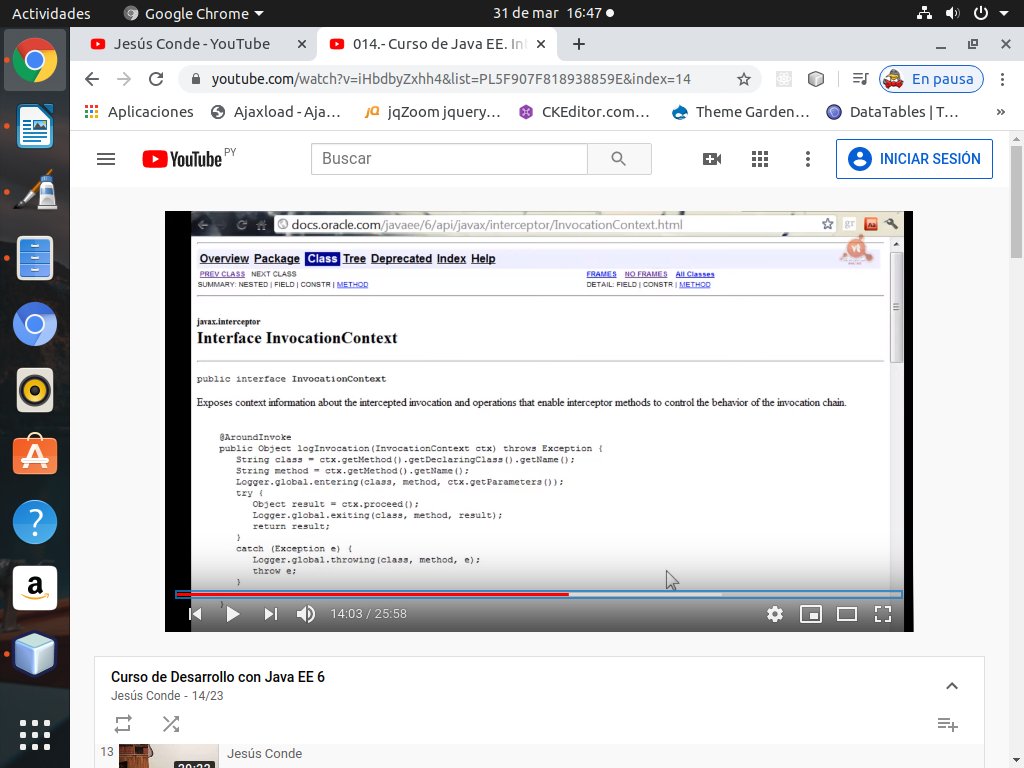 Actividades Google Chrome 31 de mar 16:47
Jesús Conde - YouTube 014.- Curso de Java EE. Int
youtube.com/watch?v=iHbdbyZxhh4&list=PL5F907F818938859E&index=14 En pausa
Aplicaciones Ajaxload - Aja... jqZoom jquery... CKEditor.com... Theme Garden... DataTables | T... »
YouTube PY Buscar INICIAR SESIÓN
docs.oracle.com/javaee/6/api/javax/interceptor/InvocationContext.html
Overview Package Class Tree Deprecated Index Help
PREV CLASS NEXT CLASS FRAMES NO FRAMES All Classes
SUMMARY: NESTED | FIELD | CONSTR | METHOD DETAIL: FIELD | CONSTR | METHOD
javax.interceptor
Interface InvocationContext
public interface InvocationContext
Exposes context information about the intercepted invocation and operations that enable interceptor methods to control the behavior of the invocation chain.
@AroundInvoke
public Object logInvocation(InvocationContext ctx) throws Exception {
String class = ctx.getMethod().getDeclaringClass().getName();
String method = ctx.getMethod().getName();
Logger.global.entering(class, method, ctx.getParameters());
try {
Object result = ctx.proceed();
Logger.global.exiting(class, method, result);
return result;
}
catch (Exception e) {
Logger.global.throwing(class, method, e);
throw e;
}
}
14:03 / 25:58
Curso de Desarrollo con Java EE 6
Jesús Conde - 14/23
13 Jesús Conde